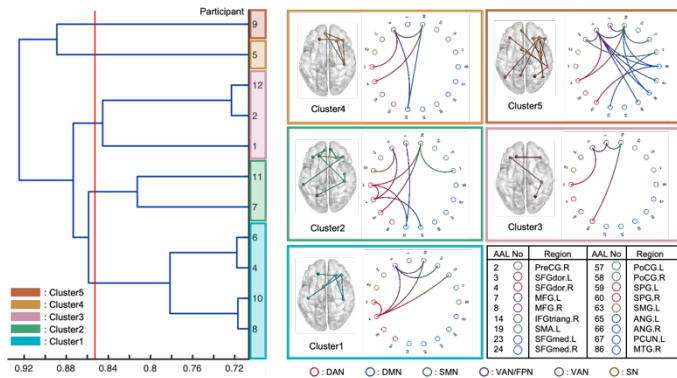 Participant
9
5
12
2
1
11
7
6
4
10
8
: Cluster5
: Cluster4
: Cluster3
: Cluster2
: Cluster1
0.92 0.88 0.84 0.80 0.76
Cluster4
Cluster5
Cluster2
Cluster3
Cluster1
AAL No Region AAL No Region
2 PreCG.R 57 PoCG.L
3 SFGdor.L 58 PoCG.R
4 SFGdor.R 59 SPG.L
7 MFG.L 60 SPG.R
8 MFG.R 63 SMG.L
14 IFGtriang.R 65 ANG.L
19 SMA.L 66 ANG.R
23 SFGmed.L 67 PCUN.L
24 SFGmed.R 86 MTG.R
: DAN : DMN : SMN : VAN/FPN : VAN : SN